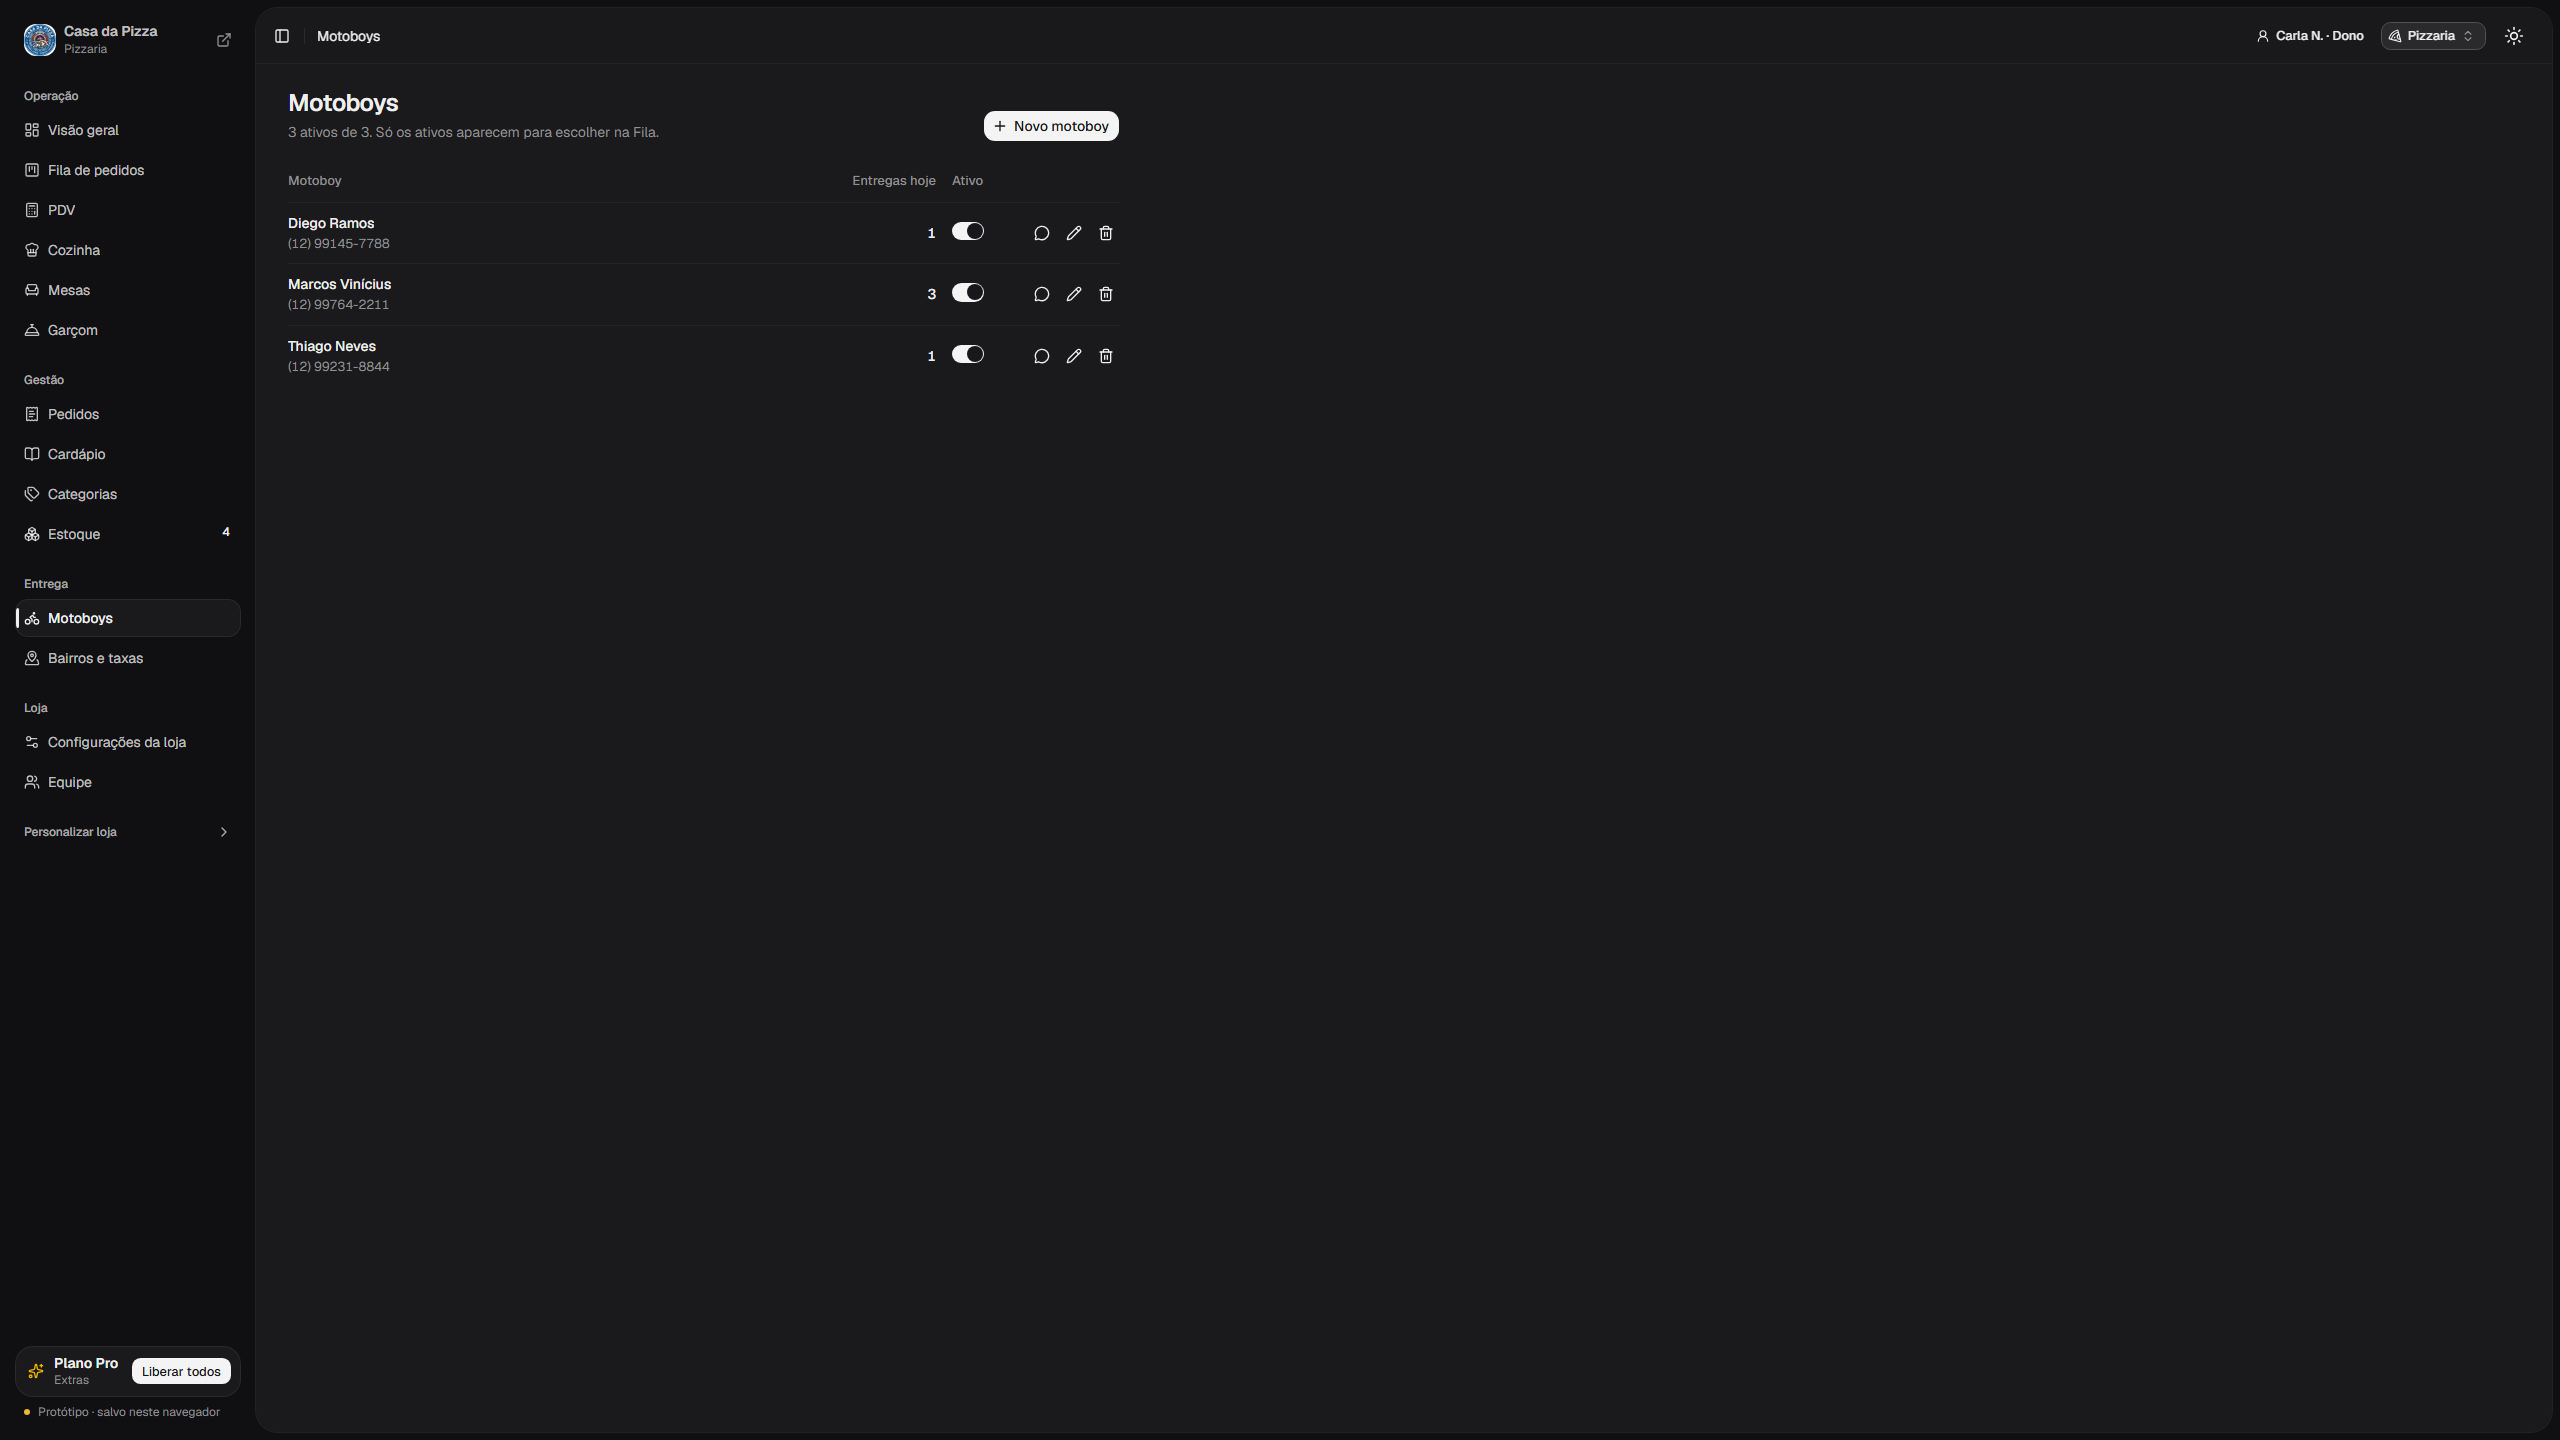 Casa da Pizza
Pizzaria
Operação
Visão geral
Fila de pedidos
PDV
Cozinha
Mesas
Garçom
Gestão
Pedidos
Cardápio
Categorias
Estoque 4
Entrega
Motoboys
Bairros e taxas
Loja
Configurações da loja
Equipe
Personalizar loja
Plano Pro
Extras
Liberar todos
Protótipo · salvo neste navegador
Motoboys
Carla N. · Dono
Pizzaria
Motoboys
3 ativos de 3. Só os ativos aparecem para escolher na Fila.
Novo motoboy
Motoboy Entregas hoje Ativo
Diego Ramos
(12) 99145-7788
1
Marcos Vinícius
(12) 99764-2211
3
Thiago Neves
(12) 99231-8844
1